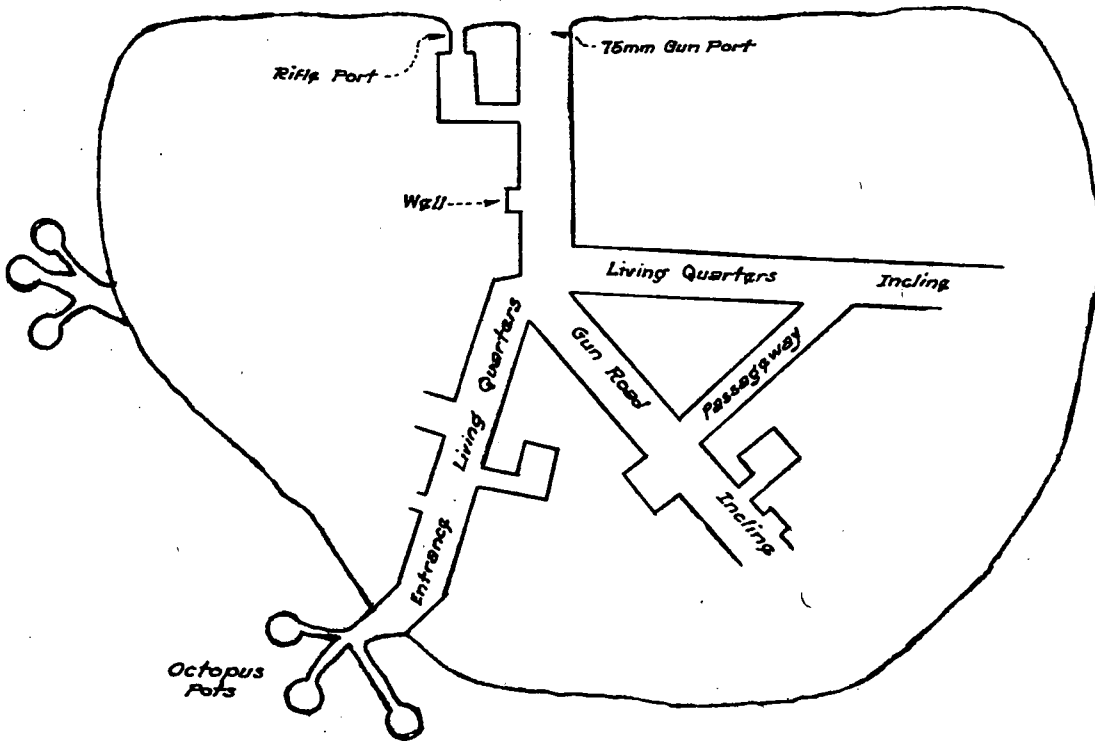 75mm Gun Port
Rifle Port
Well
Living Quarters
Incline
Living Quarters
Gun Road
Passageway
Incline
Entrance
Octopus
Pots